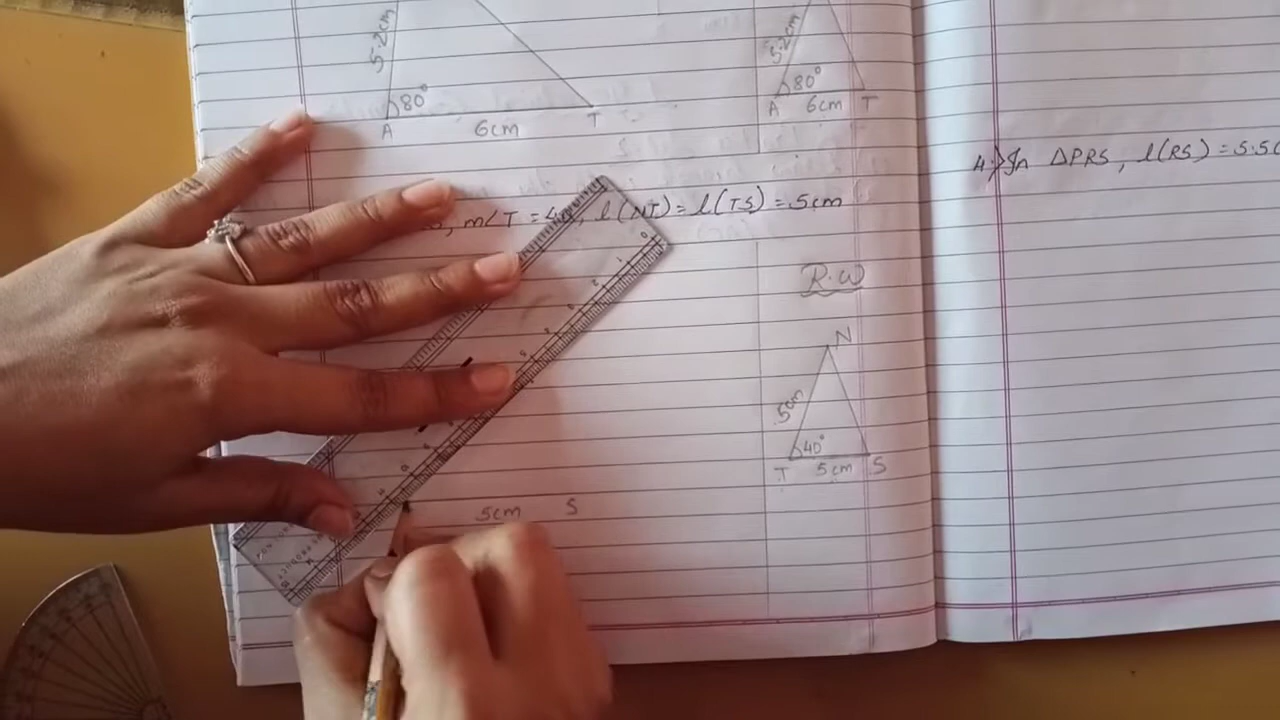 5.2cm
80°
A 6cm T
5.2cm
80°
A 6cm T
, m∠T = 40, l(NT) = l(TS) = 5cm
R.W
N
5cm
40°
T 5cm S
5cm S
4.> In △PRS, l(RS) = 5.5